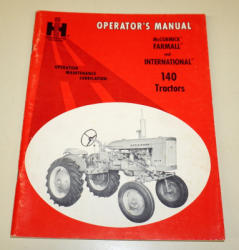 OPERATOR'S MANUAL
McCORMICK®
FARMALL®
and
INTERNATIONAL®
140
Tractors
OPERATION
MAINTENANCE
LUBRICATION